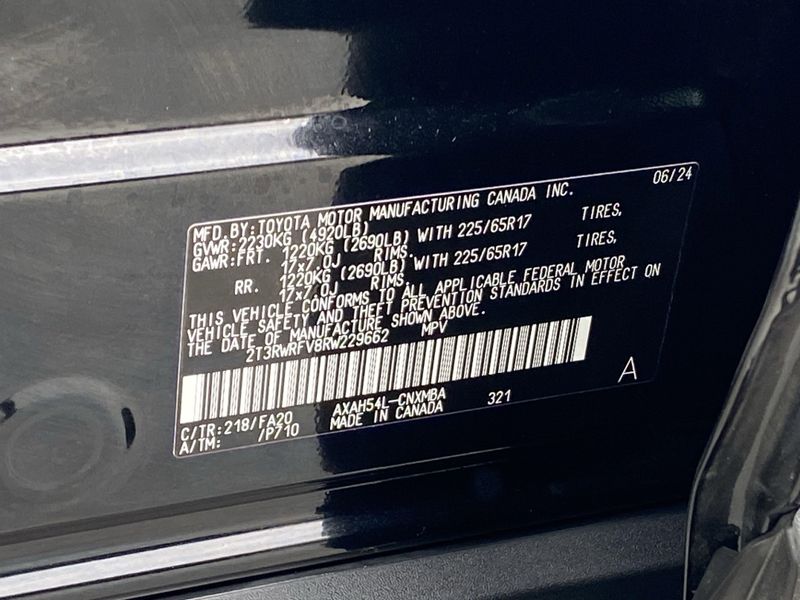 MFD.BY:TOYOTA MOTOR MANUFACTURING CANADA INC. 06/24
GVWR:2230KG (4920LB)
GAWR:FRT. 1220KG (2690LB) WITH 225/65R17 TIRES,
17x7.0J RIMS.
RR. 1220KG (2690LB) WITH 225/65R17 TIRES,
17x7.0J RIMS.
THIS VEHICLE CONFORMS TO ALL APPLICABLE FEDERAL MOTOR
VEHICLE SAFETY AND THEFT PREVENTION STANDARDS IN EFFECT ON
THE DATE OF MANUFACTURE SHOWN ABOVE.
2T3RWRFV8RW229662 MPV
A
C/TR:218/FA20 AXAH54L-CNXMBA 321
A/TM: /P710 MADE IN CANADA